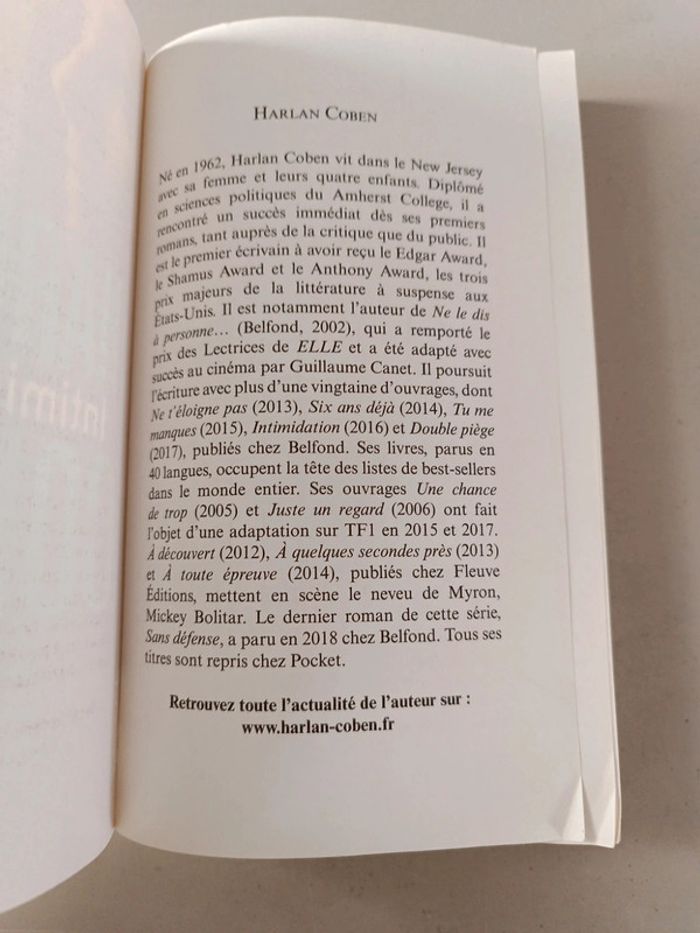 HARLAN COBEN
Né en 1962, Harlan Coben vit dans le New Jersey
avec sa femme et leurs quatre enfants. Diplômé
en sciences politiques du Amherst College, il a
rencontré un succès immédiat dès ses premiers
romans, tant auprès de la critique que du public. Il
est le premier écrivain à avoir reçu le Edgar Award,
le Shamus Award et le Anthony Award, les trois
prix majeurs de la littérature à suspense aux
États-Unis. Il est notamment l'auteur de Ne le dis
à personne… (Belfond, 2002), qui a remporté le
prix des Lectrices de ELLE et a été adapté avec
succès au cinéma par Guillaume Canet. Il poursuit
l'écriture avec plus d'une vingtaine d'ouvrages, dont
Ne t'éloigne pas (2013), Six ans déjà (2014), Tu me
manques (2015), Intimidation (2016) et Double piège
(2017), publiés chez Belfond. Ses livres, parus en
40 langues, occupent la tête des listes de best-sellers
dans le monde entier. Ses ouvrages Une chance
de trop (2005) et Juste un regard (2006) ont fait
l'objet d'une adaptation sur TF1 en 2015 et 2017.
À découvert (2012), À quelques secondes près (2013)
et À toute épreuve (2014), publiés chez Fleuve
Éditions, mettent en scène le neveu de Myron,
Mickey Bolitar. Le dernier roman de cette série,
Sans défense, a paru en 2018 chez Belfond. Tous ses
titres sont repris chez Pocket.
Retrouvez toute l'actualité de l'auteur sur :
www.harlan-coben.fr